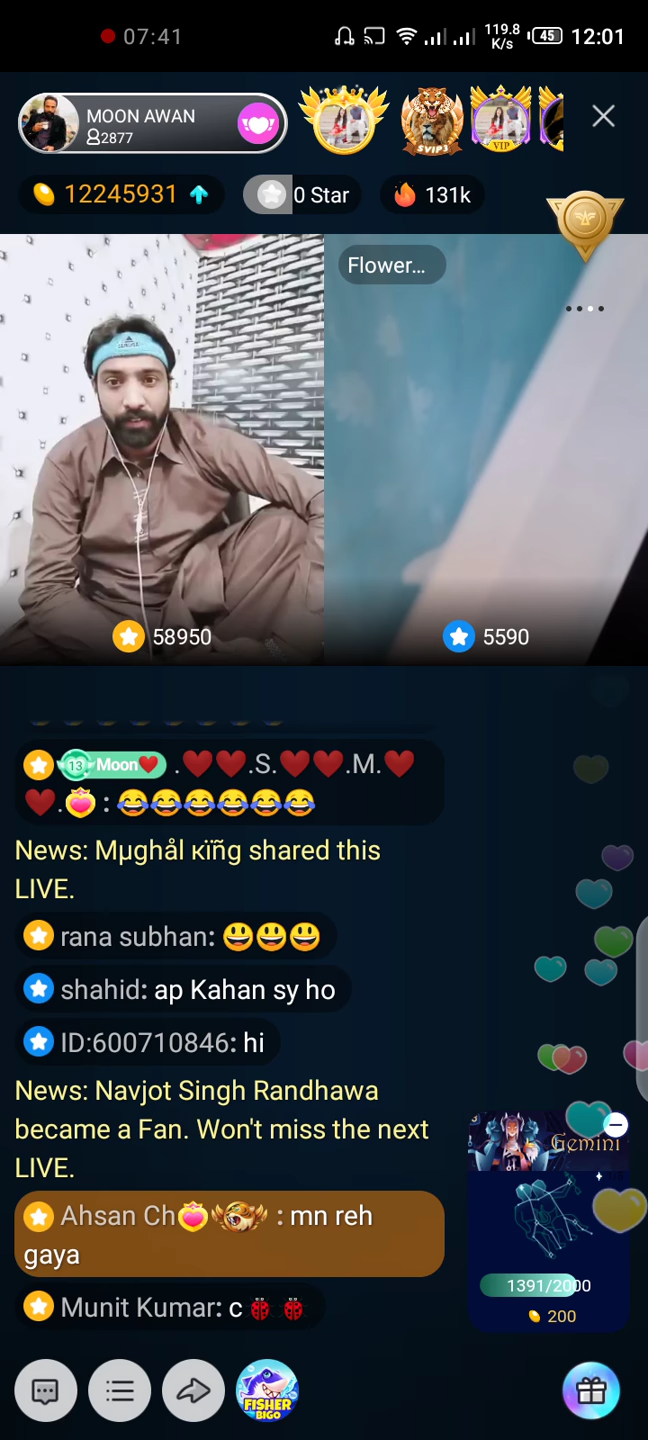 07:41
119.8 K/s
45
12:01
MOON AWAN
2877
SVIP3
VIP
12245931
0 Star
131k
Flower...
58950
5590
13 Moon❤️ .❤️❤️.S.❤️❤️.M.❤️
❤️. : 😂😂😂😂😂😂
News: Mµghål кïñg shared this
LIVE.
rana subhan: 😃😃😃
shahid: ap Kahan sy ho
ID:600710846: hi
News: Navjot Singh Randhawa
became a Fan. Won't miss the next
LIVE.
Ahsan Ch : mn reh
gaya
Munit Kumar: c🐞🐞
Gemini
1391/2000
200
FISHER
BIGO